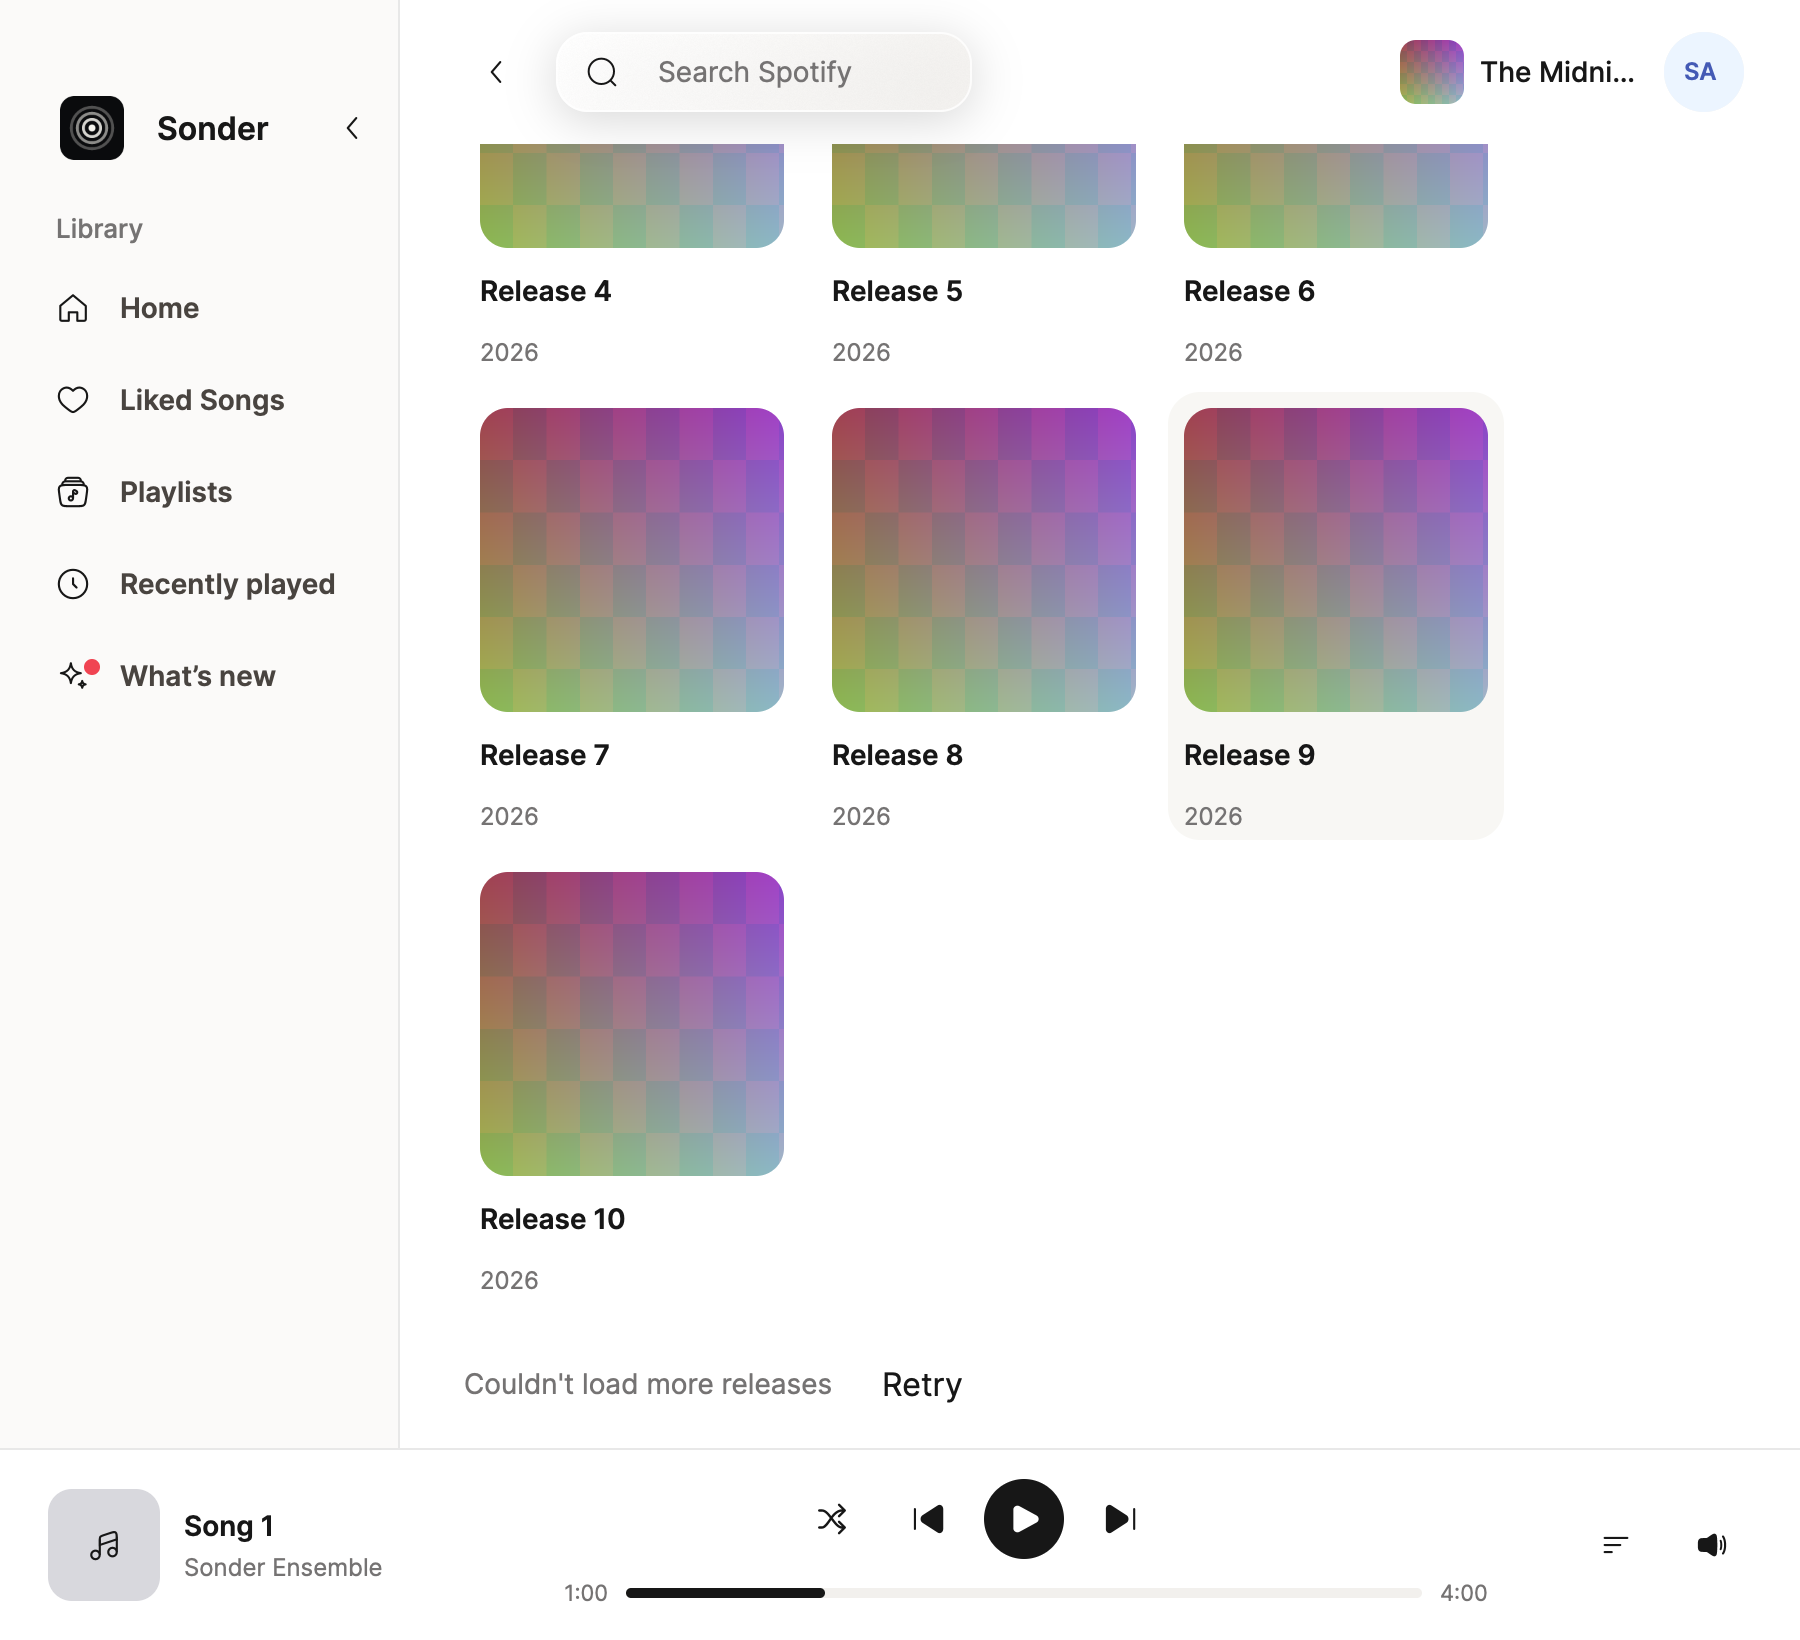 Sonder
Library
Home
Liked Songs
Playlists
Recently played
What’s new
Search Spotify
The Midni...
SA
Release 4
2026
Release 5
2026
Release 6
2026
Release 7
2026
Release 8
2026
Release 9
2026
Release 10
2026
Couldn't load more releases
Retry
Song 1
Sonder Ensemble
1:00
4:00